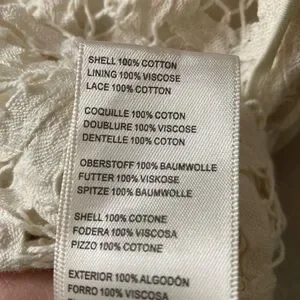 SHELL 100% COTTON
LINING 100% VISCOSE
LACE 100% COTTON
COQUILLE 100% COTON
DOUBLURE 100% VISCOSE
DENTELLE 100% COTON
OBERSTOFF 100% BAUMWOLLE
FUTTER 100% VISKOSE
SPITZE 100% BAUMWOLLE
SHELL 100% COTONE
FODERA 100% VISCOSA
PIZZO 100% COTONE
EXTERIOR 100% ALGODÓN
FORRO 100% VISCOSA